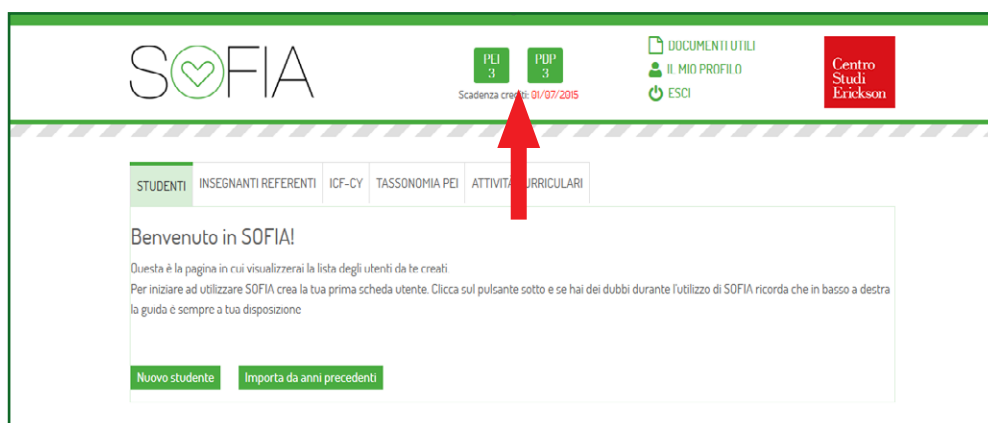 SOFIA
PEI
3
PDP
3
Scadenza crediti: 01/07/2015
DOCUMENTI UTILI
IL MIO PROFILO
ESCI
Centro
Studi
Erickson
STUDENTI INSEGNANTI REFERENTI ICF-CY TASSONOMIA PEI ATTIVITÀ CURRICULARI
Benvenuto in SOFIA!
Questa è la pagina in cui visualizzerai la lista degli utenti da te creati.
Per iniziare ad utilizzare SOFIA crea la tua prima scheda utente. Clicca sul pulsante sotto e se hai dei dubbi durante l'utilizzo di SOFIA ricorda che in basso a destra
la guida è sempre a tua disposizione
Nuovo studente Importa da anni precedenti